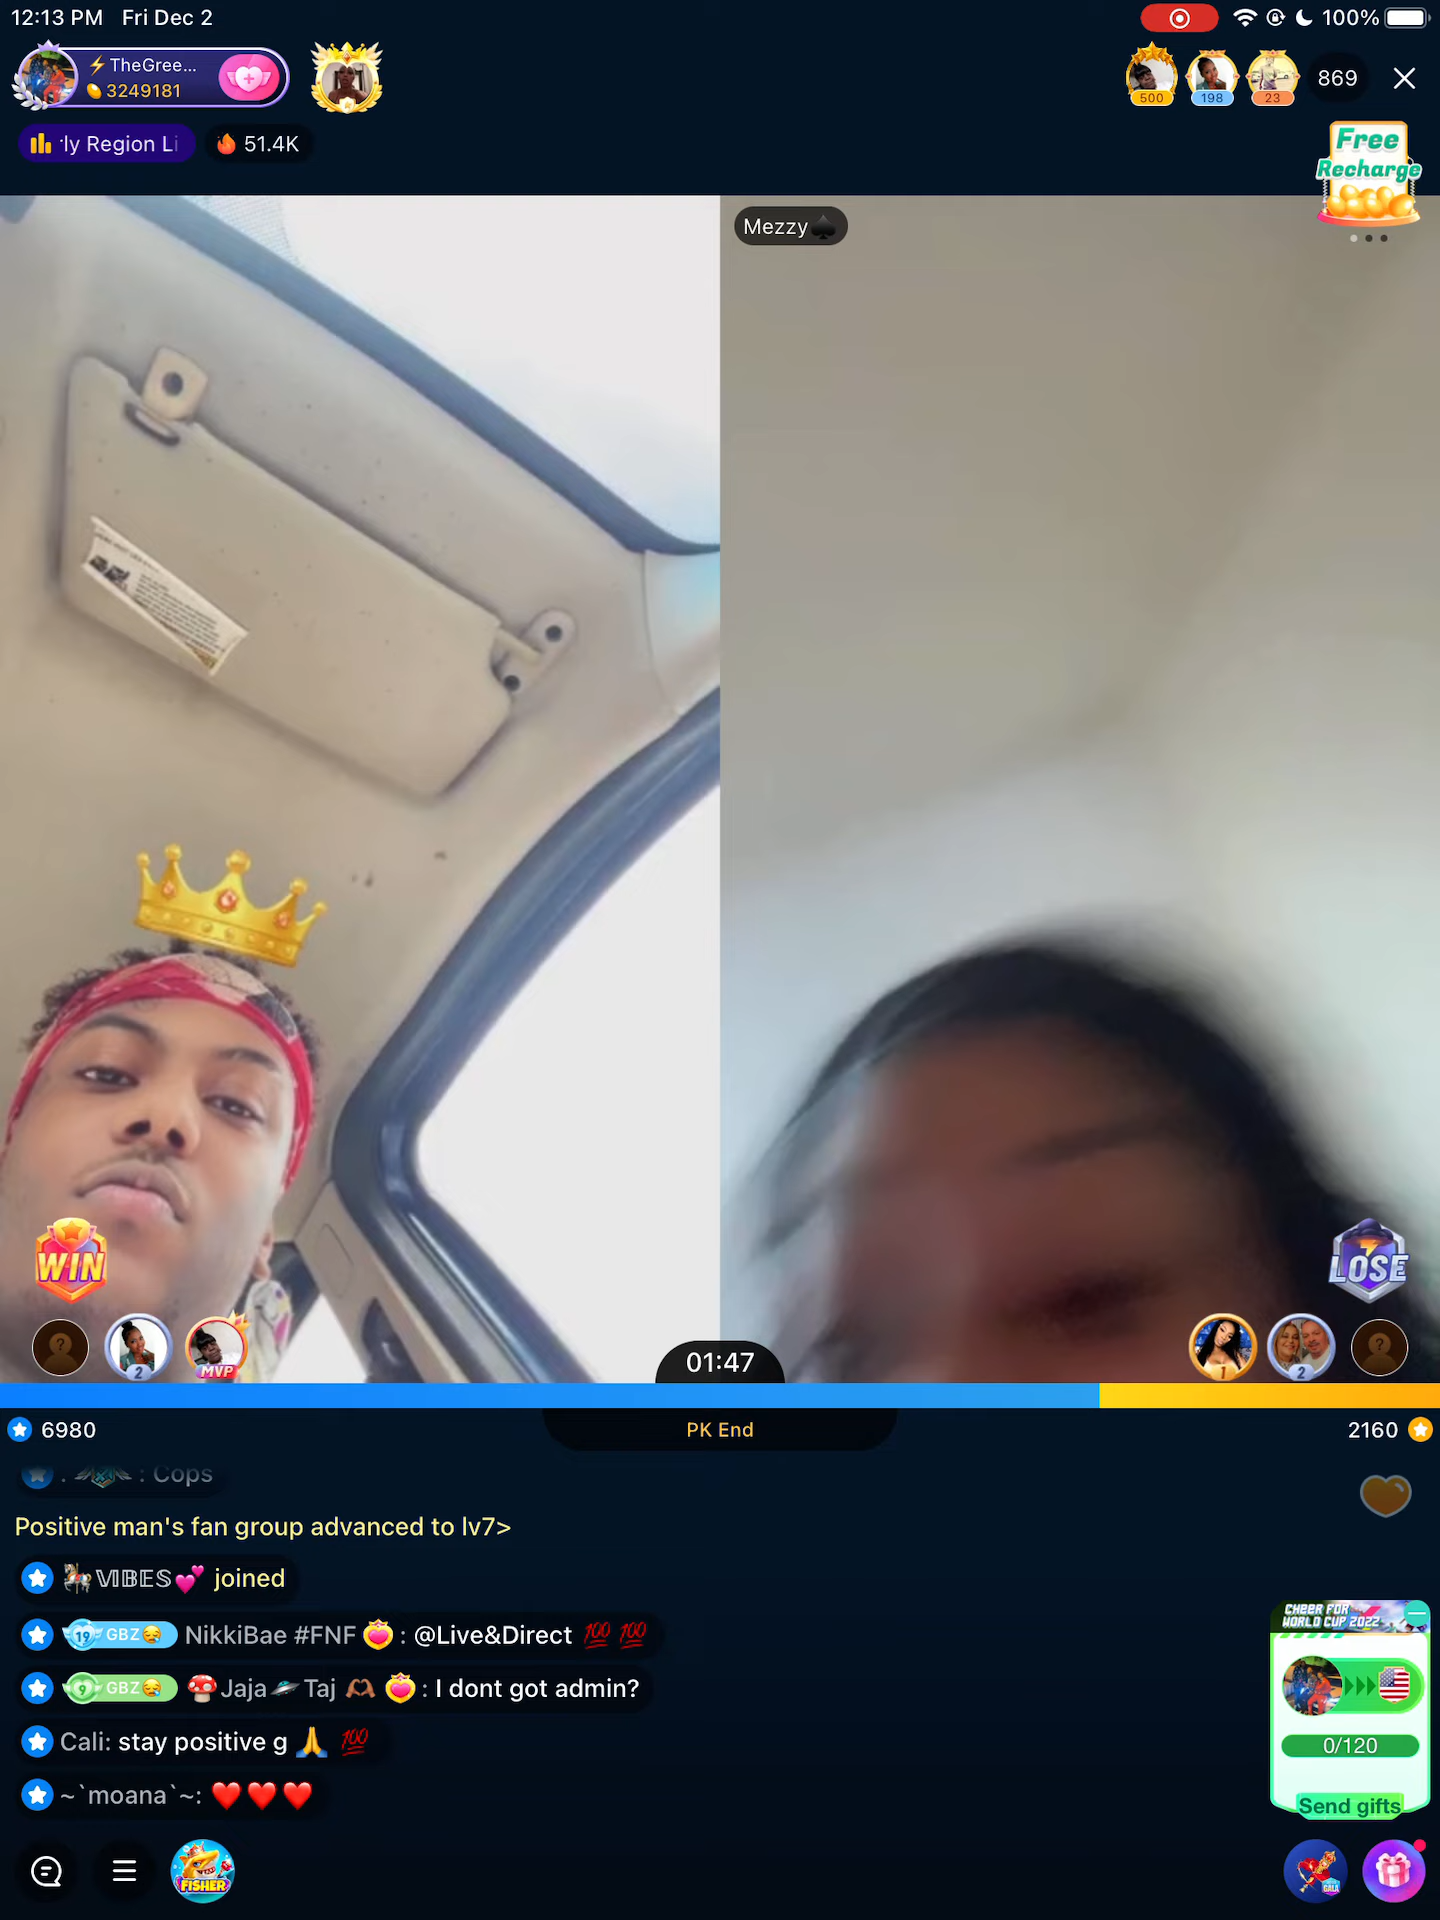 12:13 PM Fri Dec 2
100%
⚡TheGree...
3249181
500
198
23
869
ly Region Li
51.4K
Free
Recharge
Mezzy♠
WIN
LOSE
2
MVP
1
2
01:47
6980
PK End
2160
. : Cops
Positive man's fan group advanced to lv7>
🎠𝕍𝕀𝔹𝔼𝕊💕 joined
19 GBZ😪 NikkiBae #FNF : @Live&Direct 💯 💯
9 GBZ😪 🍄Jaja🛸Taj 🫶🏾 : I dont got admin?
Cali: stay positive g 🙏 💯
~`moana`~: ❤️❤️❤️
CHEER FOR
WORLD CUP 2022
0/120
Send gifts
FISHER
GALA